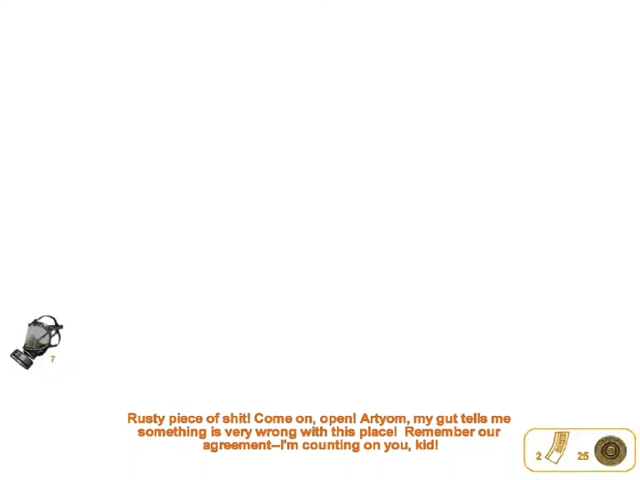 7
Rusty piece of shit! Come on, open! Artyom, my gut tells me
something is very wrong with this place! Remember our
agreement--I'm counting on you, kid!
2 25